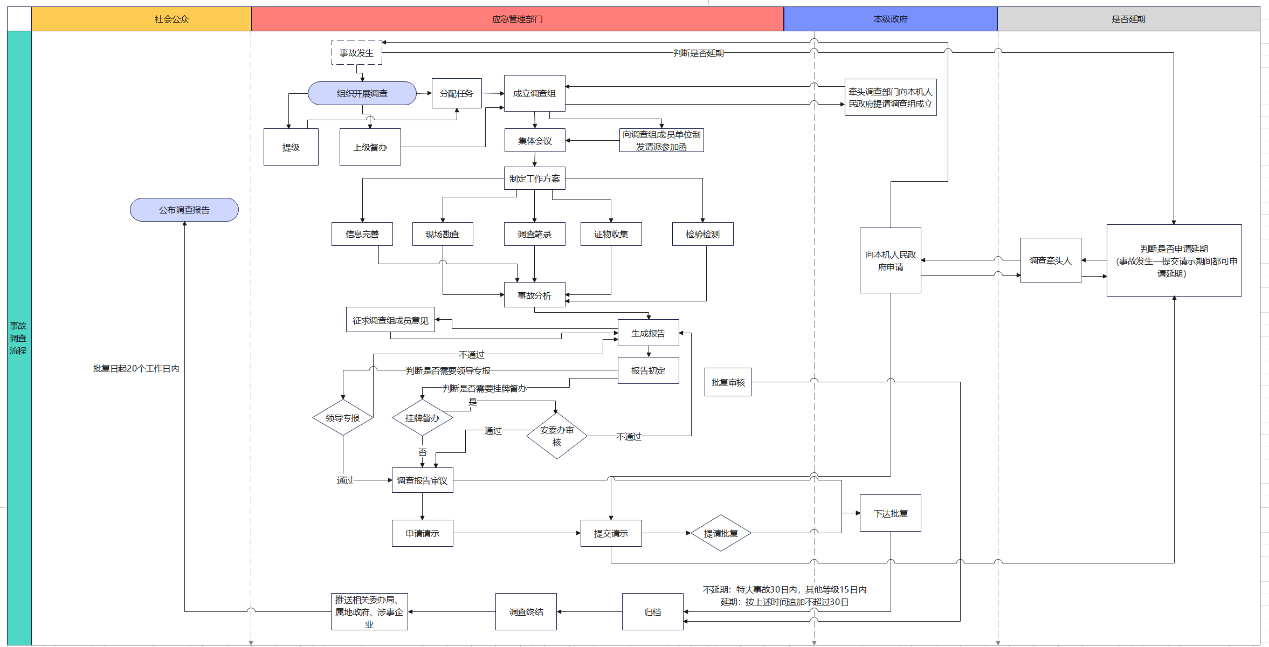 社会公众
应急管理部门
本级政府
是否延期
事故
调查
流程
事故发生
判断是否延期
组织开展调查
分配任务
成立调查组
牵头调查部门向本机人
民政府提请调查组成立
提级
上级督办
集体会议
向调查组成员单位制
发请派参加函
制定工作方案
公布调查报告
信息完善
现场勘查
调查笔录
证物收集
检验检测
向本机人民政
府申请
调查牵头人
判断是否申请延期
(事故发生—提交请示期间都可申
请延期)
事故分析
征求调查组成员意见
生成报告
不通过
批复日起20个工作日内
判断是否需要领导专报
报告初定
判断是否需要挂牌督办
批复审核
是
领导专报
挂牌督办
通过
安委办审
核
不通过
否
通过
调查报告审议
下达批复
申请请示
提交请示
提请批复
不延期：特大事故30日内，其他等级15日内
延期：按上述时间追加不超过30日
推送相关委办局、
属地政府、涉事企
业
调查终结
归档